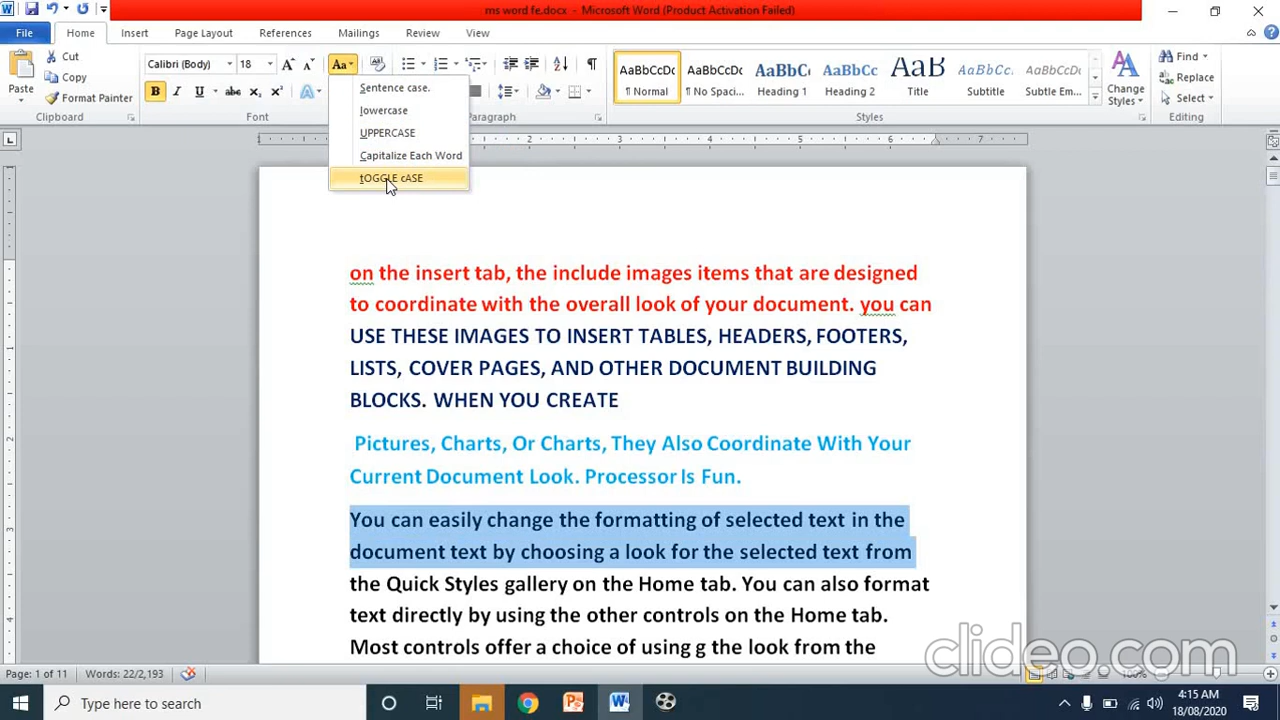 ms word fe.docx - Microsoft Word (Product Activation Failed)
File Home Insert Page Layout References Mailings Review View
Paste
Cut
Copy
Format Painter
Clipboard
Calibri (Body) 18 Aa
B I U abc x₂ x² A
Font
Sentence case.
lowercase
UPPERCASE
Capitalize Each Word
tOGGLE cASE
Paragraph
AaBbCcDc AaBbCcDc AaBbCc AaBbCc AaB AaBbCcI AaBbCcDc
¶ Normal ¶ No Spaci... Heading 1 Heading 2 Title Subtitle Subtle Em...
Change Styles
Styles
Find
Replace
Select
Editing
on the insert tab, the include images items that are designed
to coordinate with the overall look of your document. you can
USE THESE IMAGES TO INSERT TABLES, HEADERS, FOOTERS,
LISTS, COVER PAGES, AND OTHER DOCUMENT BUILDING
BLOCKS. WHEN YOU CREATE
Pictures, Charts, Or Charts, They Also Coordinate With Your
Current Document Look. Processor Is Fun.
You can easily change the formatting of selected text in the
document text by choosing a look for the selected text from
the Quick Styles gallery on the Home tab. You can also format
text directly by using the other controls on the Home tab.
Most controls offer a choice of using g the look from the
clideo.com
Page: 1 of 11 Words: 22/2,193 100%
Type here to search
4:15 AM
18/08/2020